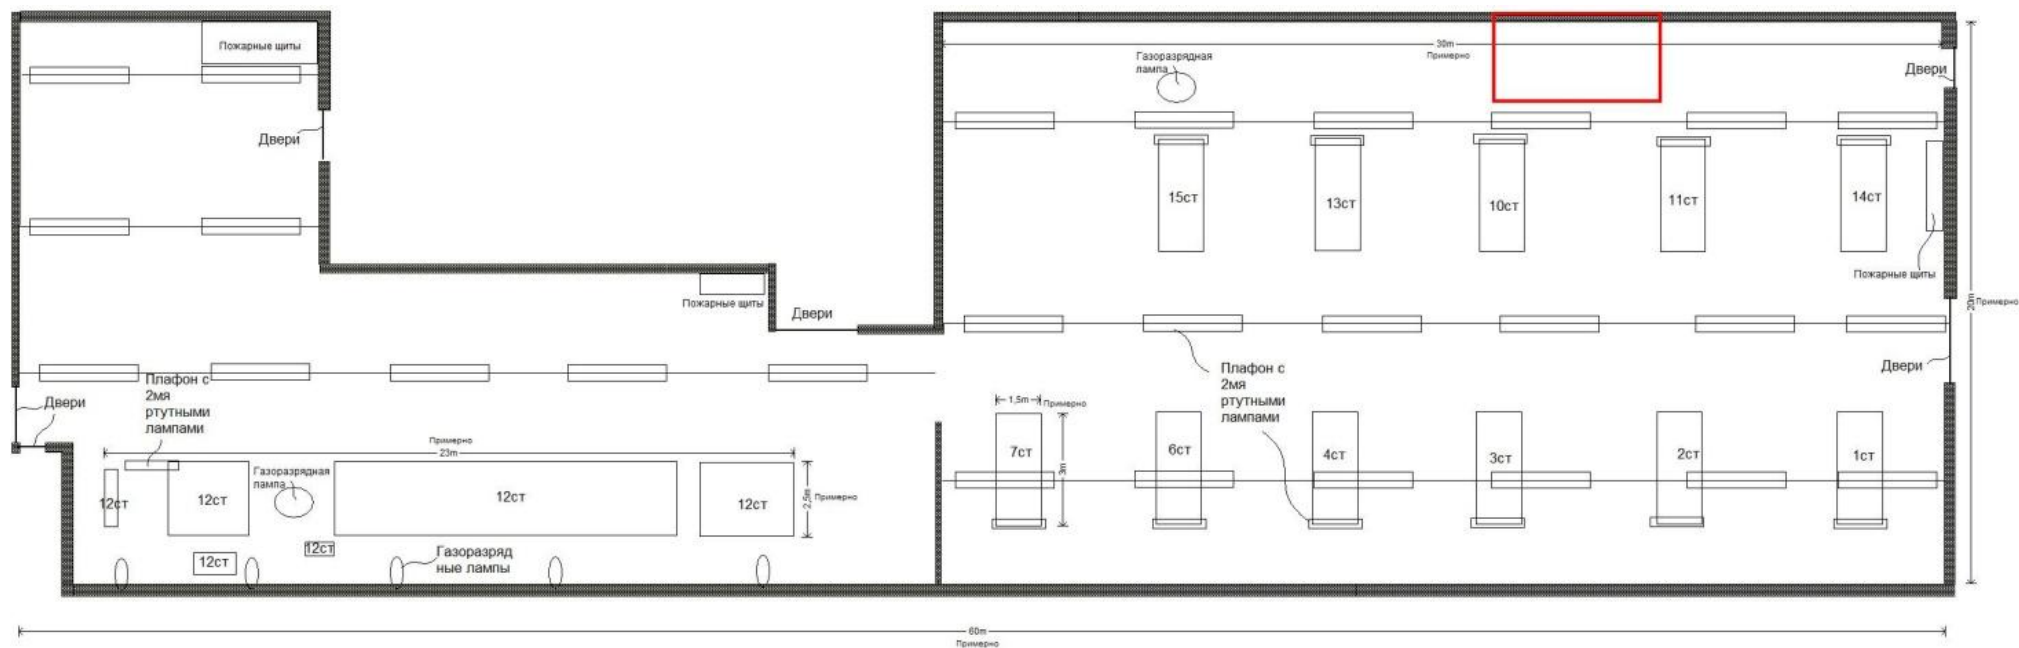 Пожарные щиты
30m
Примерно
Газоразрядная
лампа
Двери
Двери
15ст
13ст
10ст
11ст
14ст
Пожарные щиты
Пожарные щиты
Двери
20m
Примерно
Плафон с
2мя
ртутными
лампами
Плафон с
2мя
ртутными
лампами
Двери
Двери
1,5m
Примерно
7ст
3m
6ст
4ст
3ст
2ст
1ст
Примерно
23m
Газоразрядная
лампа
12ст
12ст
12ст
12ст
2,5m
Примерно
12ст
12ст
Газоразряд
ные лампы
60m
Примерно